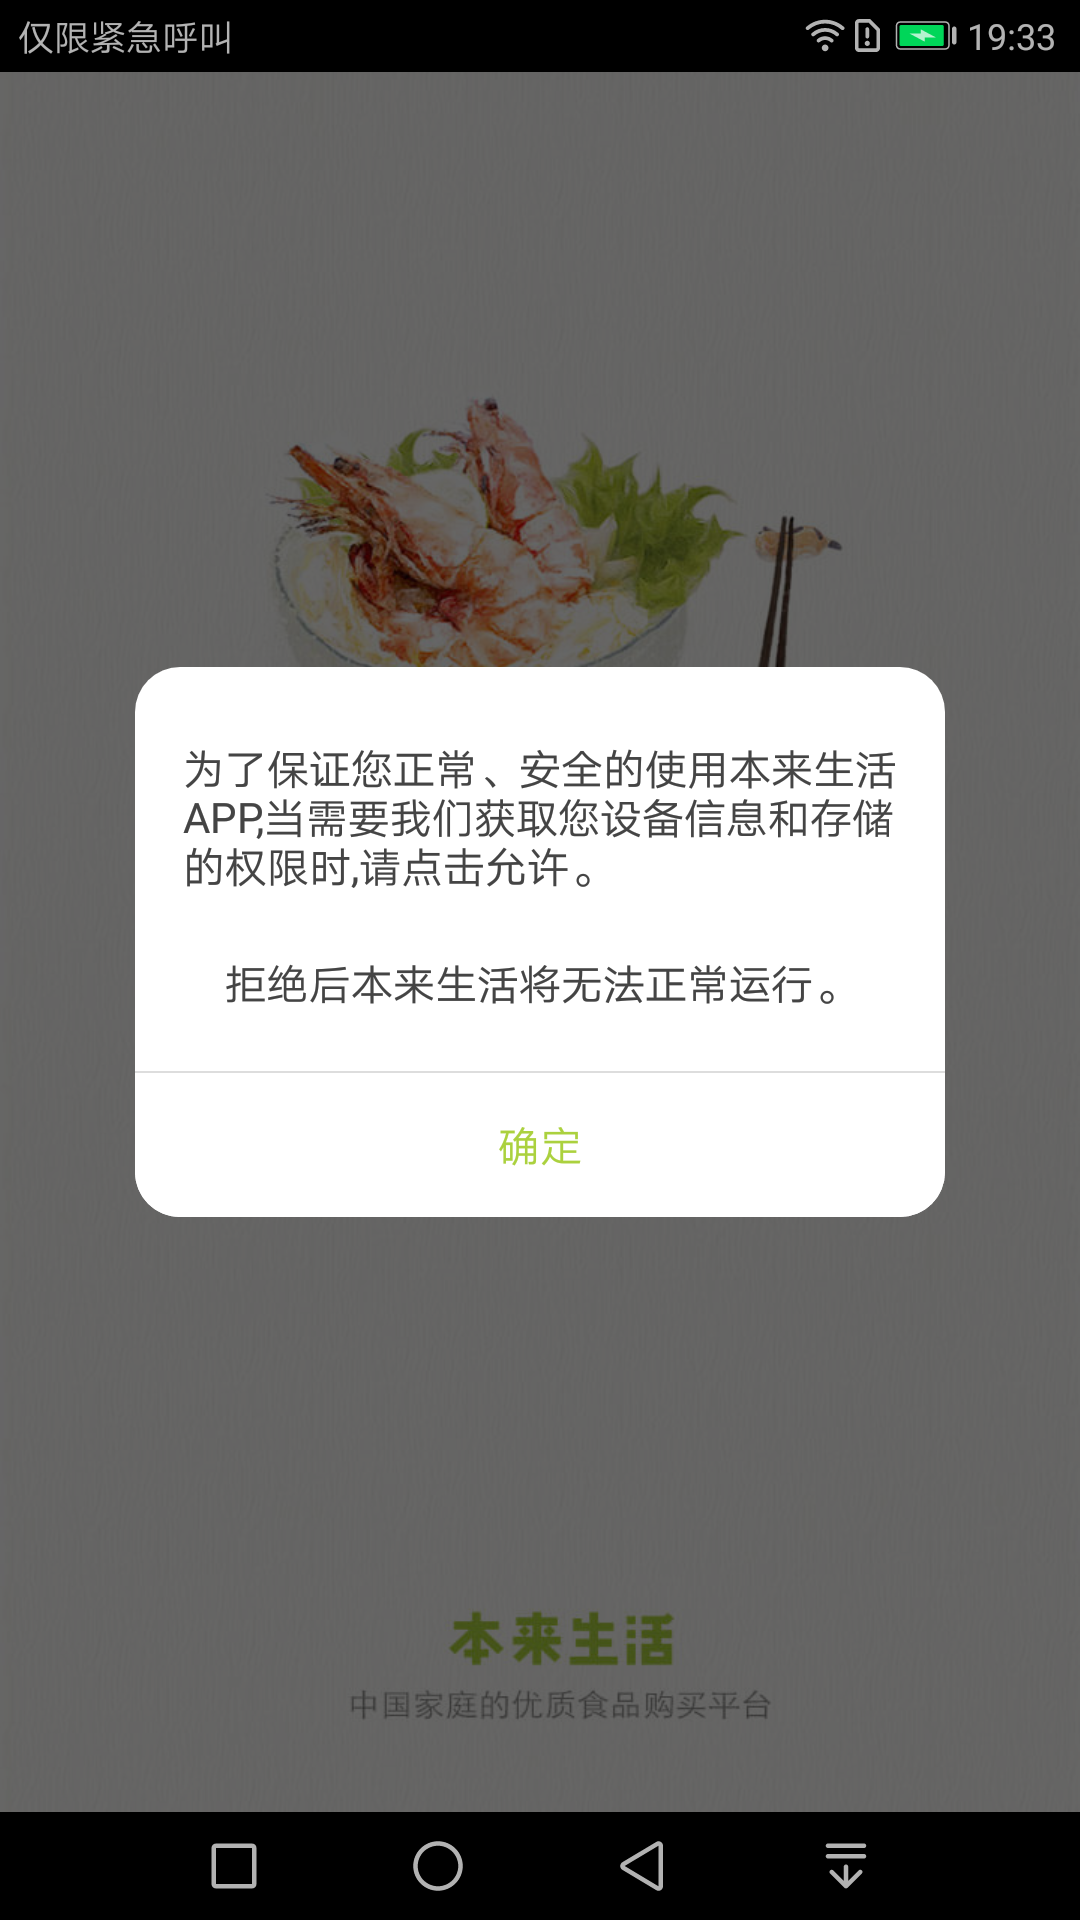 仅限紧急呼叫 19:33
为了保证您正常、安全的使用本来生活
APP,当需要我们获取您设备信息和存储
的权限时,请点击允许。
拒绝后本来生活将无法正常运行。
确定
本来生活
中国家庭的优质食品购买平台